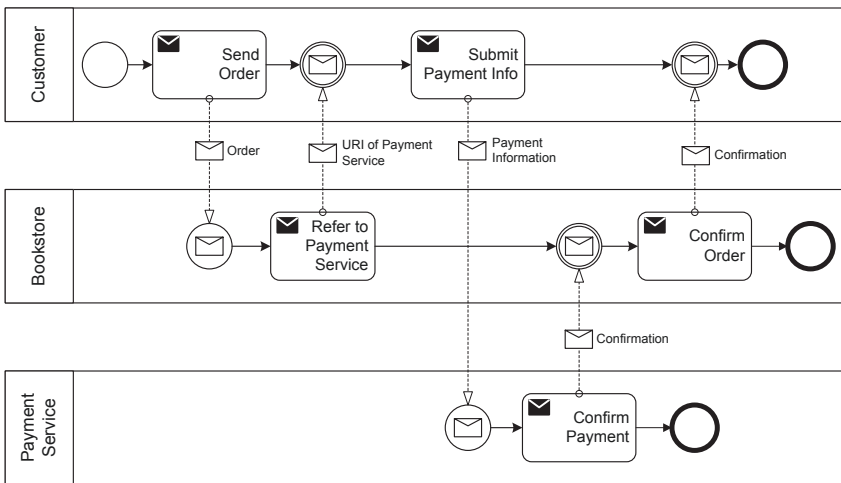 Customer
Send
Order
Submit
Payment Info
Order
URI of Payment
Service
Payment
Information
Confirmation
Bookstore
Refer to
Payment
Service
Confirm
Order
Confirmation
Payment
Service
Confirm
Payment